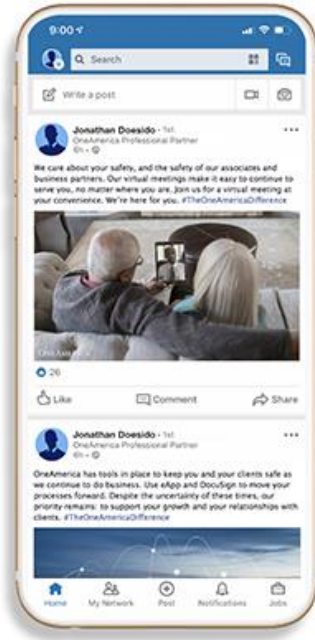 9:00
Search
Write a post
Jonathan Doesido • 1st
OneAmerica Professional Partner
6h •
We care about your safety, and the safety of our associates and
business partners. Our virtual meetings make it easy to continue to
serve you, no matter where you are. Join us for a virtual meeting at
your convenience. We're here for you. #TheOneAmericaDifference
ONEAMERICA
26
Like Comment Share
Jonathan Doesido • 1st
OneAmerica Professional Partner
6h •
OneAmerica has tools in place to keep you and your clients safe as
we continue to do business. Use eApp and DocuSign to move your
processes forward. Despite the uncertainty of these times, our
priority remains: to support your growth and your relationships with
clients. #TheOneAmericaDifference
Home My Network Post Notifications Jobs